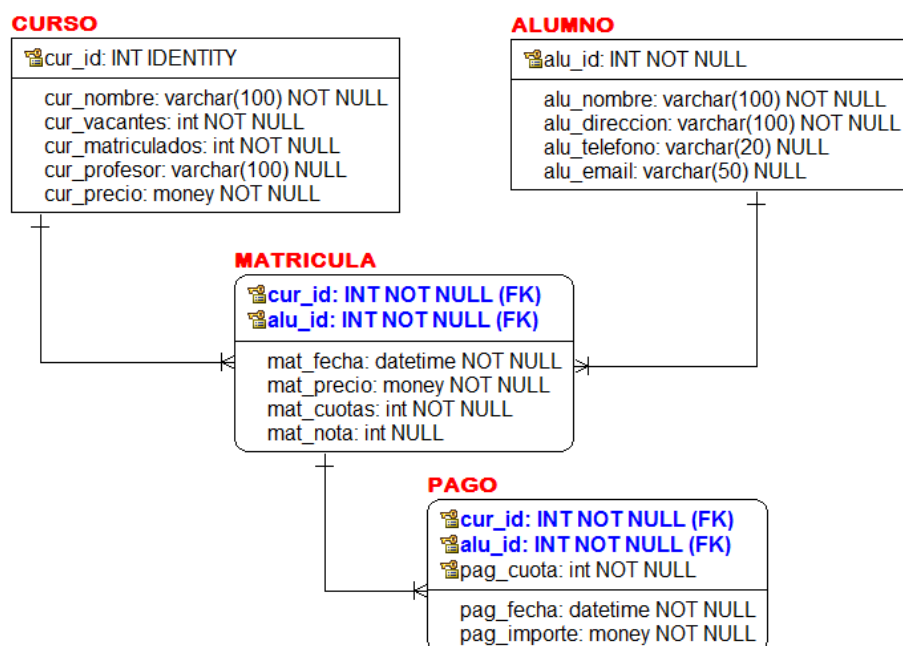 CURSO
cur_id: INT IDENTITY
cur_nombre: varchar(100) NOT NULL
cur_vacantes: int NOT NULL
cur_matriculados: int NOT NULL
cur_profesor: varchar(100) NULL
cur_precio: money NOT NULL
ALUMNO
alu_id: INT NOT NULL
alu_nombre: varchar(100) NOT NULL
alu_direccion: varchar(100) NOT NULL
alu_telefono: varchar(20) NULL
alu_email: varchar(50) NULL
MATRICULA
cur_id: INT NOT NULL (FK)
alu_id: INT NOT NULL (FK)
mat_fecha: datetime NOT NULL
mat_precio: money NOT NULL
mat_cuotas: int NOT NULL
mat_nota: int NULL
PAGO
cur_id: INT NOT NULL (FK)
alu_id: INT NOT NULL (FK)
pag_cuota: int NOT NULL
pag_fecha: datetime NOT NULL
pag_importe: money NOT NULL